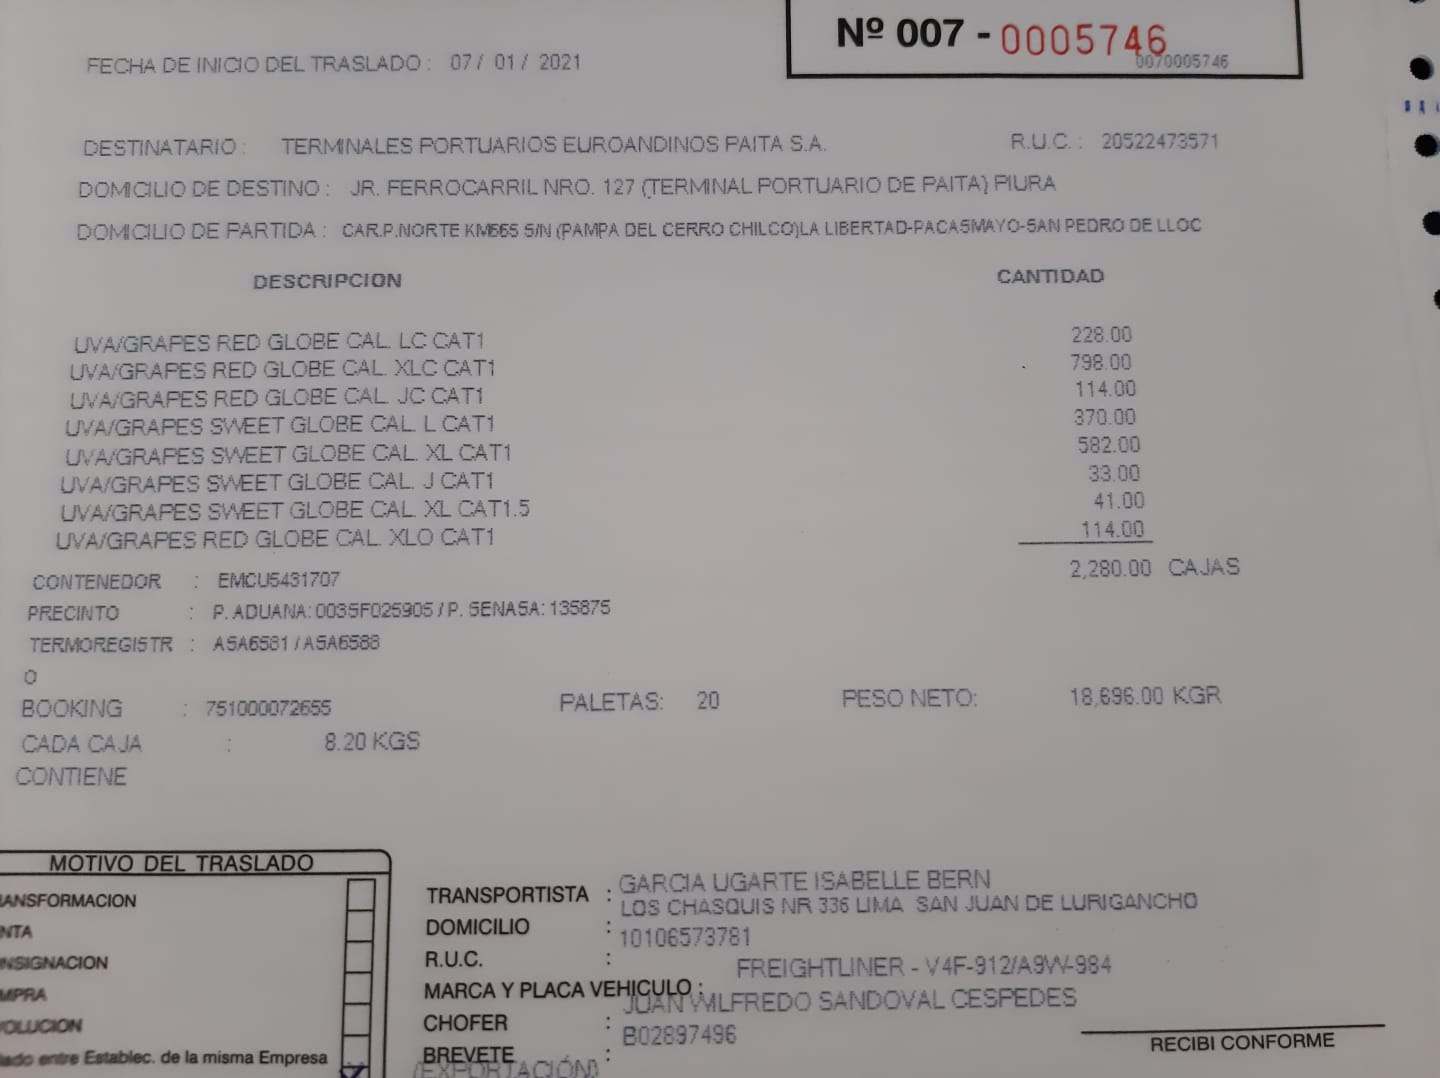 Nº 007 - 0005746
0070005746
FECHA DE INICIO DEL TRASLADO : 07/ 01/ 2021
DESTINATARIO : TERMINALES PORTUARIOS EUROANDINOS PAITA S.A. R.U.C. : 20522473571
DOMICILIO DE DESTINO : JR. FERROCARRIL NRO. 127 (TERMINAL PORTUARIO DE PAITA) PIURA
DOMICILIO DE PARTIDA : CAR.P.NORTE KM665 S/N (PAMPA DEL CERRO CHILCO)LA LIBERTAD-PACASMAYO-SAN PEDRO DE LLOC
DESCRIPCION CANTIDAD
UVA/GRAPES RED GLOBE CAL. LC CAT1 228.00
UVA/GRAPES RED GLOBE CAL. XLC CAT1 798.00
UVA/GRAPES RED GLOBE CAL. JC CAT1 114.00
UVA/GRAPES SWEET GLOBE CAL. L CAT1 370.00
UVA/GRAPES SWEET GLOBE CAL. XL CAT1 582.00
UVA/GRAPES SWEET GLOBE CAL. J CAT1 33.00
UVA/GRAPES SWEET GLOBE CAL. XL CAT1.5 41.00
UVA/GRAPES RED GLOBE CAL. XLO CAT1 114.00
2,280.00 CAJAS
CONTENEDOR : EMCU5431707
PRECINTO : P. ADUANA: 0035F025905 / P. SENASA: 135875
TERMOREGISTR : A5A6581 / A5A6588
O
BOOKING : 751000072655 PALETAS: 20 PESO NETO: 18,696.00 KGR
CADA CAJA : 8.20 KGS
CONTIENE
MOTIVO DEL TRASLADO
RANSFORMACION
NTA
NSIGNACION
MPRA
VOLUCION
lado entre Establec. de la misma Empresa
TRANSPORTISTA : GARCIA UGARTE ISABELLE BERN
LOS CHASQUIS NR 336 LIMA SAN JUAN DE LURIGANCHO
DOMICILIO : 10106573781
R.U.C. :
FREIGHTLINER - V4F-912/A9W-984
MARCA Y PLACA VEHICULO :
JUAN WILFREDO SANDOVAL CESPEDES
CHOFER :
B02897496
BREVETE :
(EXPORTACIÓN)
RECIBI CONFORME